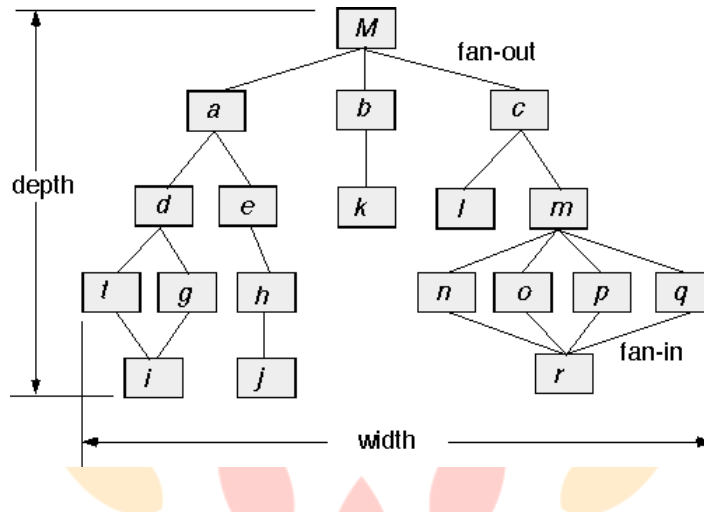 M
fan-out
a b c
depth
d e k l m
t g h n o p q
i j r
fan-in
width